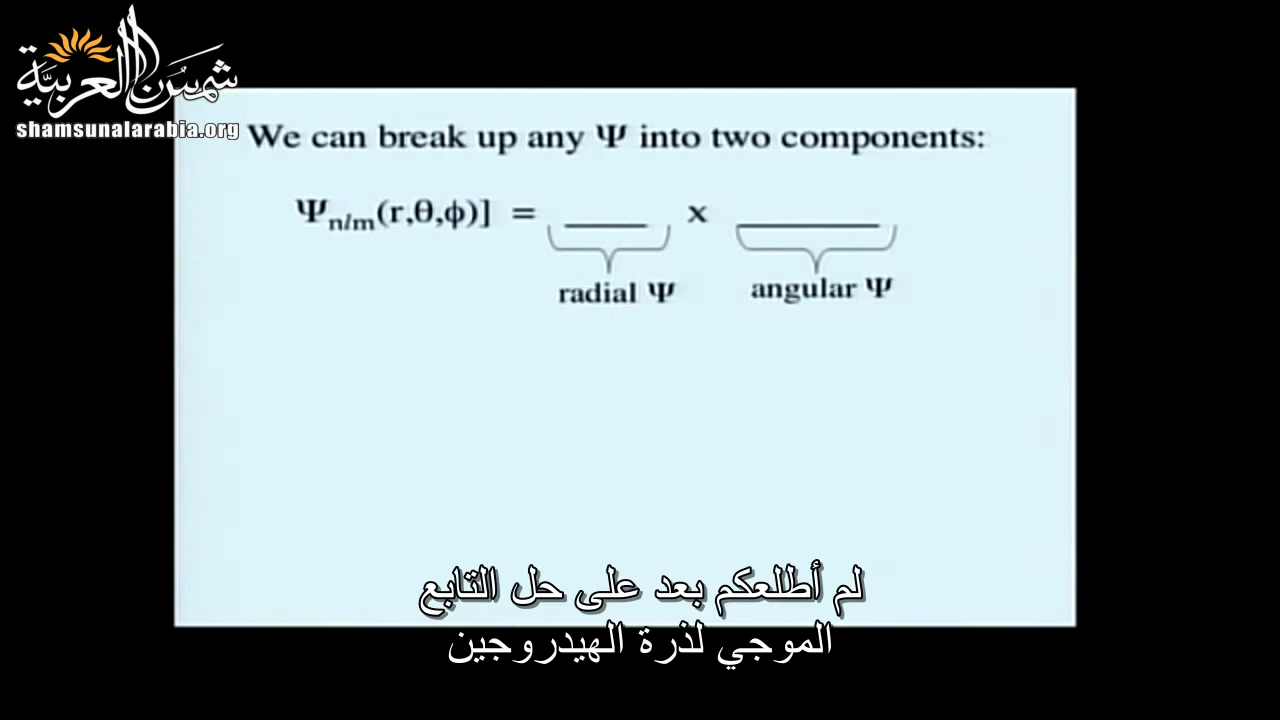 شمس العربية
shamsunalarabia.org
We can break up any Ψ into two components:
Ψn/m(r,θ,ϕ)] = ____ x ______
radial Ψ angular Ψ
لم أطلعكم بعد على حل التابع
الموجي لذرة الهيدروجين